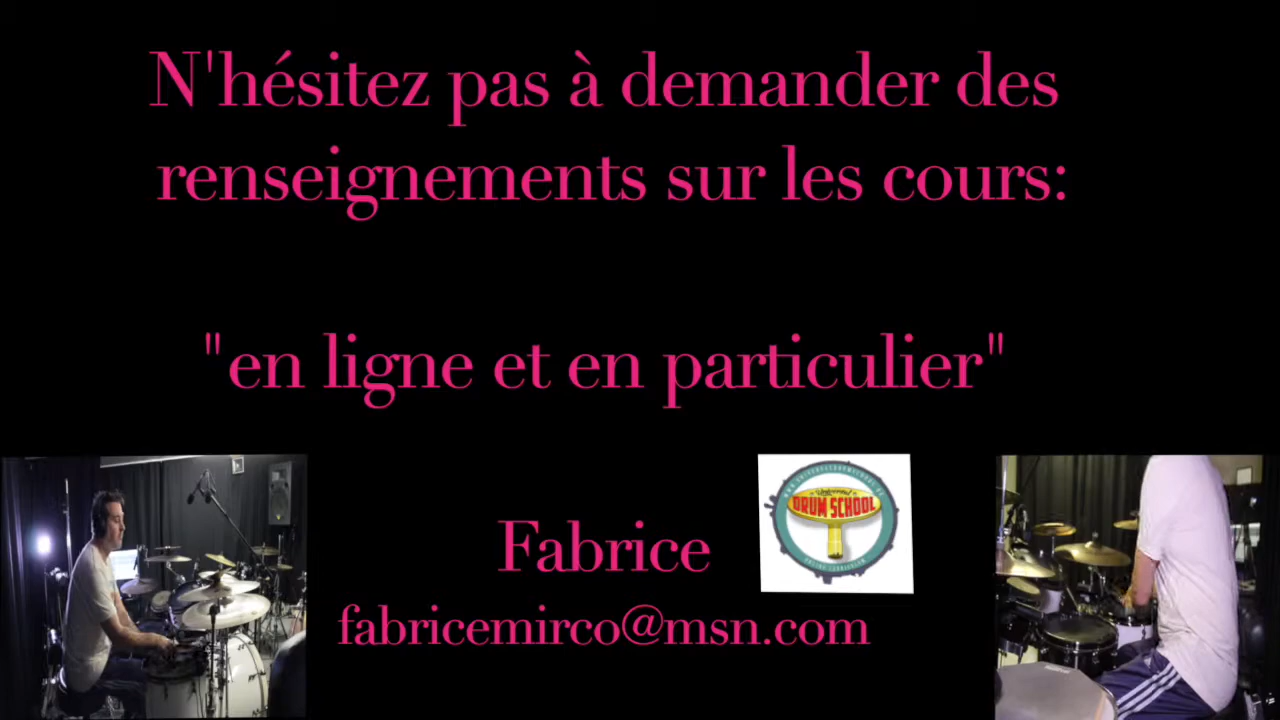 N'hésitez pas à demander des
renseignements sur les cours:
"en ligne et en particulier"
DRUM SCHOOL
Fabrice
fabricemirco@msn.com